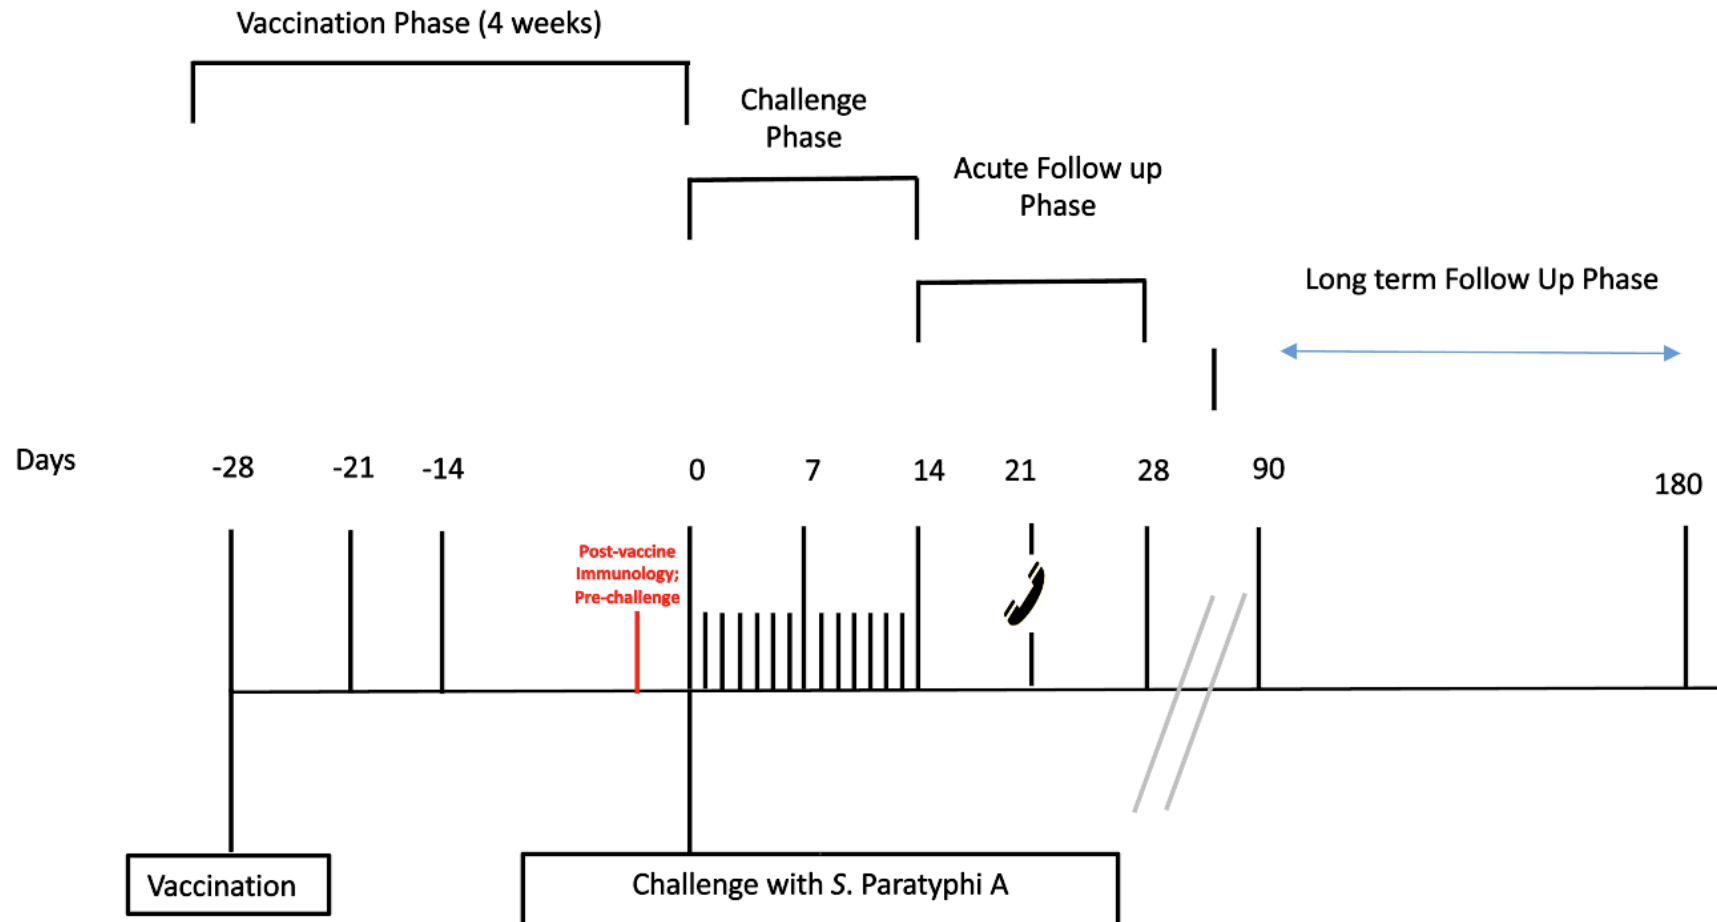 Vaccination Phase (4 weeks)
Challenge
Phase
Acute Follow up
Phase
Long term Follow Up Phase
Days
-28
-21
-14
0
7
14
21
28
90
180
Post-vaccine
Immunology;
Pre-challenge
Vaccination
Challenge with S. Paratyphi A